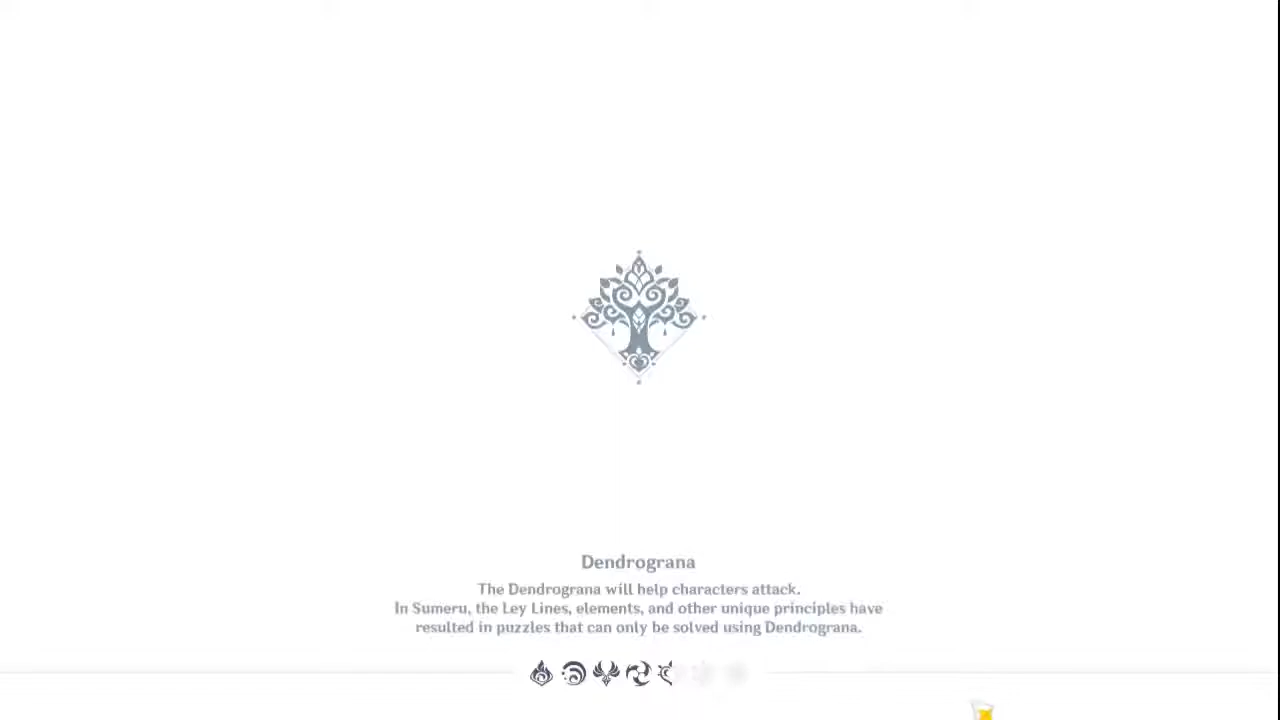 Dendrograna
The Dendrograna will help characters attack.
In Sumeru, the Ley Lines, elements, and other unique principles have
resulted in puzzles that can only be solved using Dendrograna.